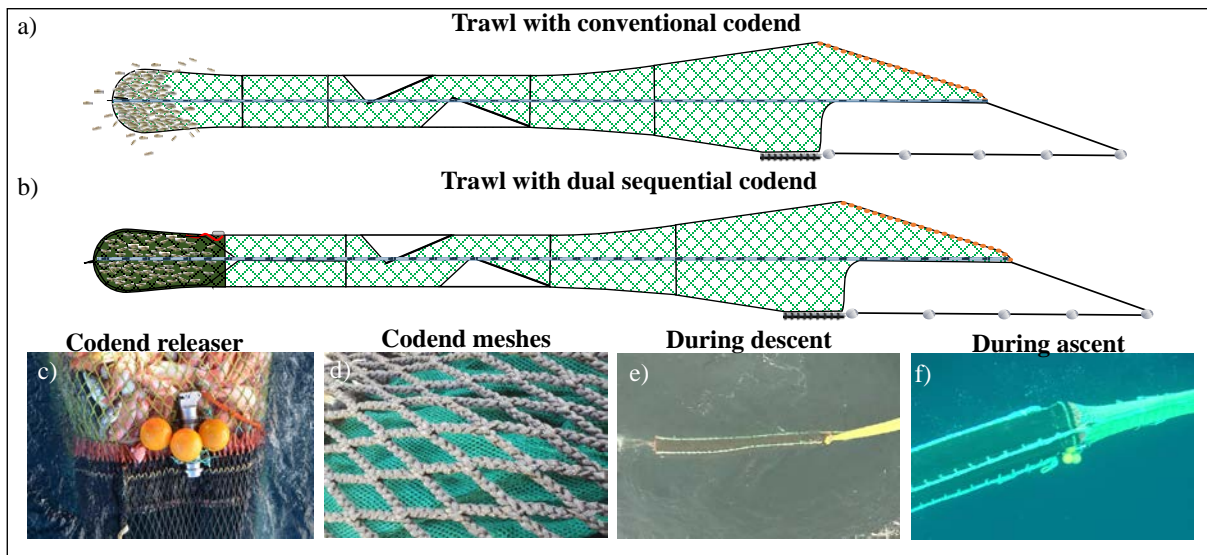 a)
Trawl with conventional codend
b)
Trawl with dual sequential codend
Codend releaser
Codend meshes
During descent
During ascent
c)
d)
e)
f)